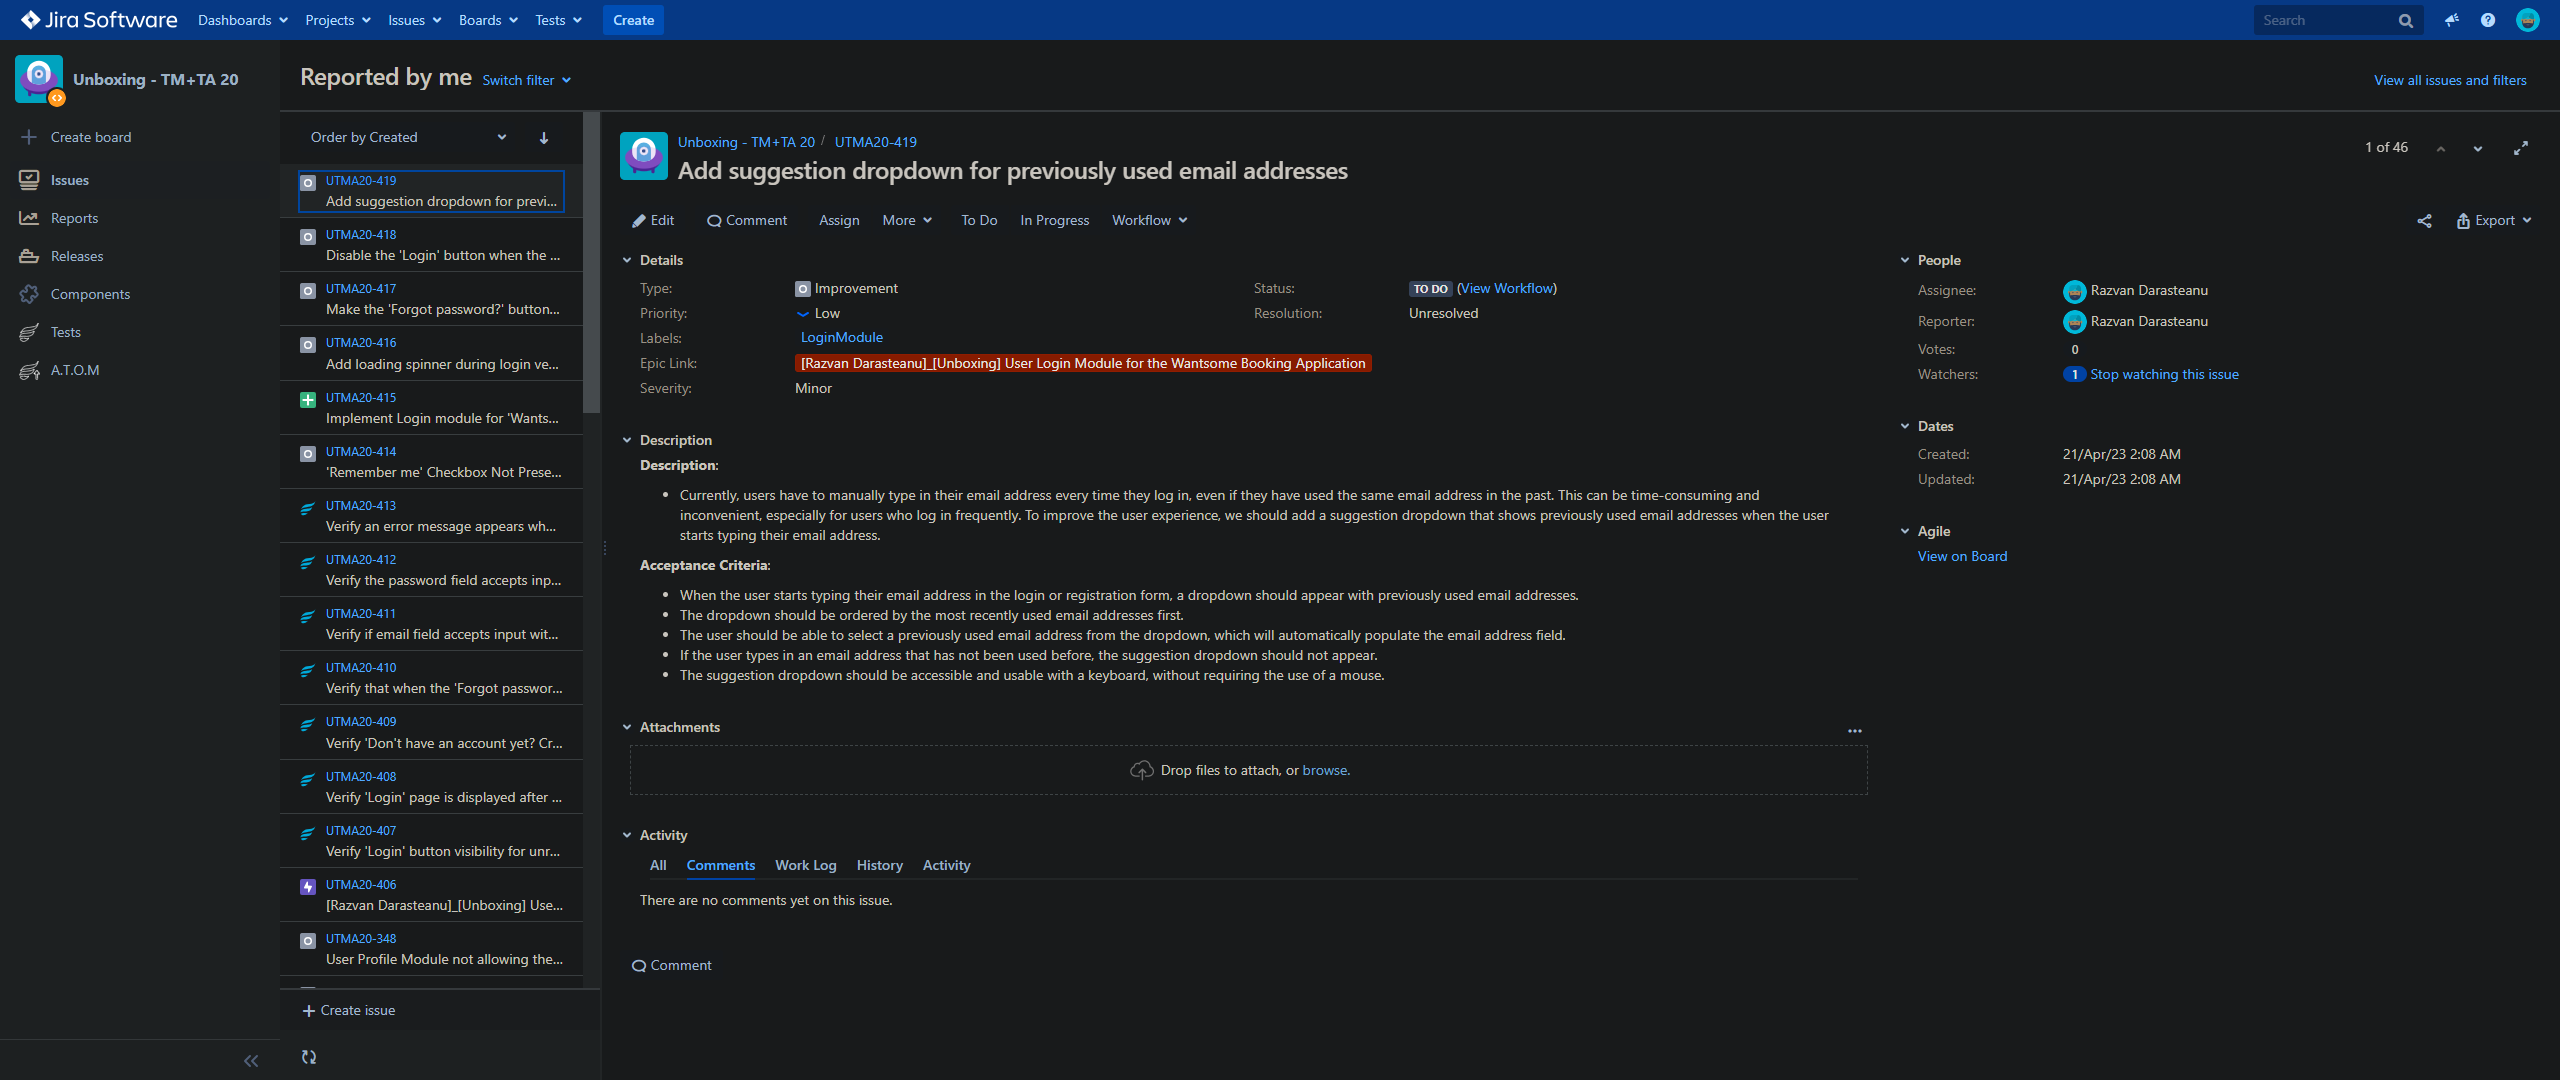 Jira Software Dashboards Projects Issues Boards Tests Create Search
Unboxing - TM+TA 20
Create board
Issues
Reports
Releases
Components
Tests
A.T.O.M
Reported by me Switch filter View all issues and filters
Order by Created
UTMA20-419
Add suggestion dropdown for previ...
UTMA20-418
Disable the 'Login' button when the ...
UTMA20-417
Make the 'Forgot password?' button...
UTMA20-416
Add loading spinner during login ve...
UTMA20-415
Implement Login module for 'Wants...
UTMA20-414
'Remember me' Checkbox Not Prese...
UTMA20-413
Verify an error message appears wh...
UTMA20-412
Verify the password field accepts inp...
UTMA20-411
Verify if email field accepts input wit...
UTMA20-410
Verify that when the 'Forgot passwor...
UTMA20-409
Verify 'Don't have an account yet? Cr...
UTMA20-408
Verify 'Login' page is displayed after ...
UTMA20-407
Verify 'Login' button visibility for unr...
UTMA20-406
[Razvan Darasteanu]_[Unboxing] Use...
UTMA20-348
User Profile Module not allowing the...
Create issue
Unboxing - TM+TA 20 / UTMA20-419
Add suggestion dropdown for previously used email addresses
1 of 46
Edit Comment Assign More To Do In Progress Workflow Export
Details
Type: Improvement Status: TO DO (View Workflow)
Priority: Low Resolution: Unresolved
Labels: LoginModule
Epic Link: [Razvan Darasteanu]_[Unboxing] User Login Module for the Wantsome Booking Application
Severity: Minor
Description
Description:
Currently, users have to manually type in their email address every time they log in, even if they have used the same email address in the past. This can be time-consuming and
inconvenient, especially for users who log in frequently. To improve the user experience, we should add a suggestion dropdown that shows previously used email addresses when the user
starts typing their email address.
Acceptance Criteria:
When the user starts typing their email address in the login or registration form, a dropdown should appear with previously used email addresses.
The dropdown should be ordered by the most recently used email addresses first.
The user should be able to select a previously used email address from the dropdown, which will automatically populate the email address field.
If the user types in an email address that has not been used before, the suggestion dropdown should not appear.
The suggestion dropdown should be accessible and usable with a keyboard, without requiring the use of a mouse.
Attachments
Drop files to attach, or browse.
Activity
All Comments Work Log History Activity
There are no comments yet on this issue.
Comment
People
Assignee: Razvan Darasteanu
Reporter: Razvan Darasteanu
Votes: 0
Watchers: 1 Stop watching this issue
Dates
Created: 21/Apr/23 2:08 AM
Updated: 21/Apr/23 2:08 AM
Agile
View on Board